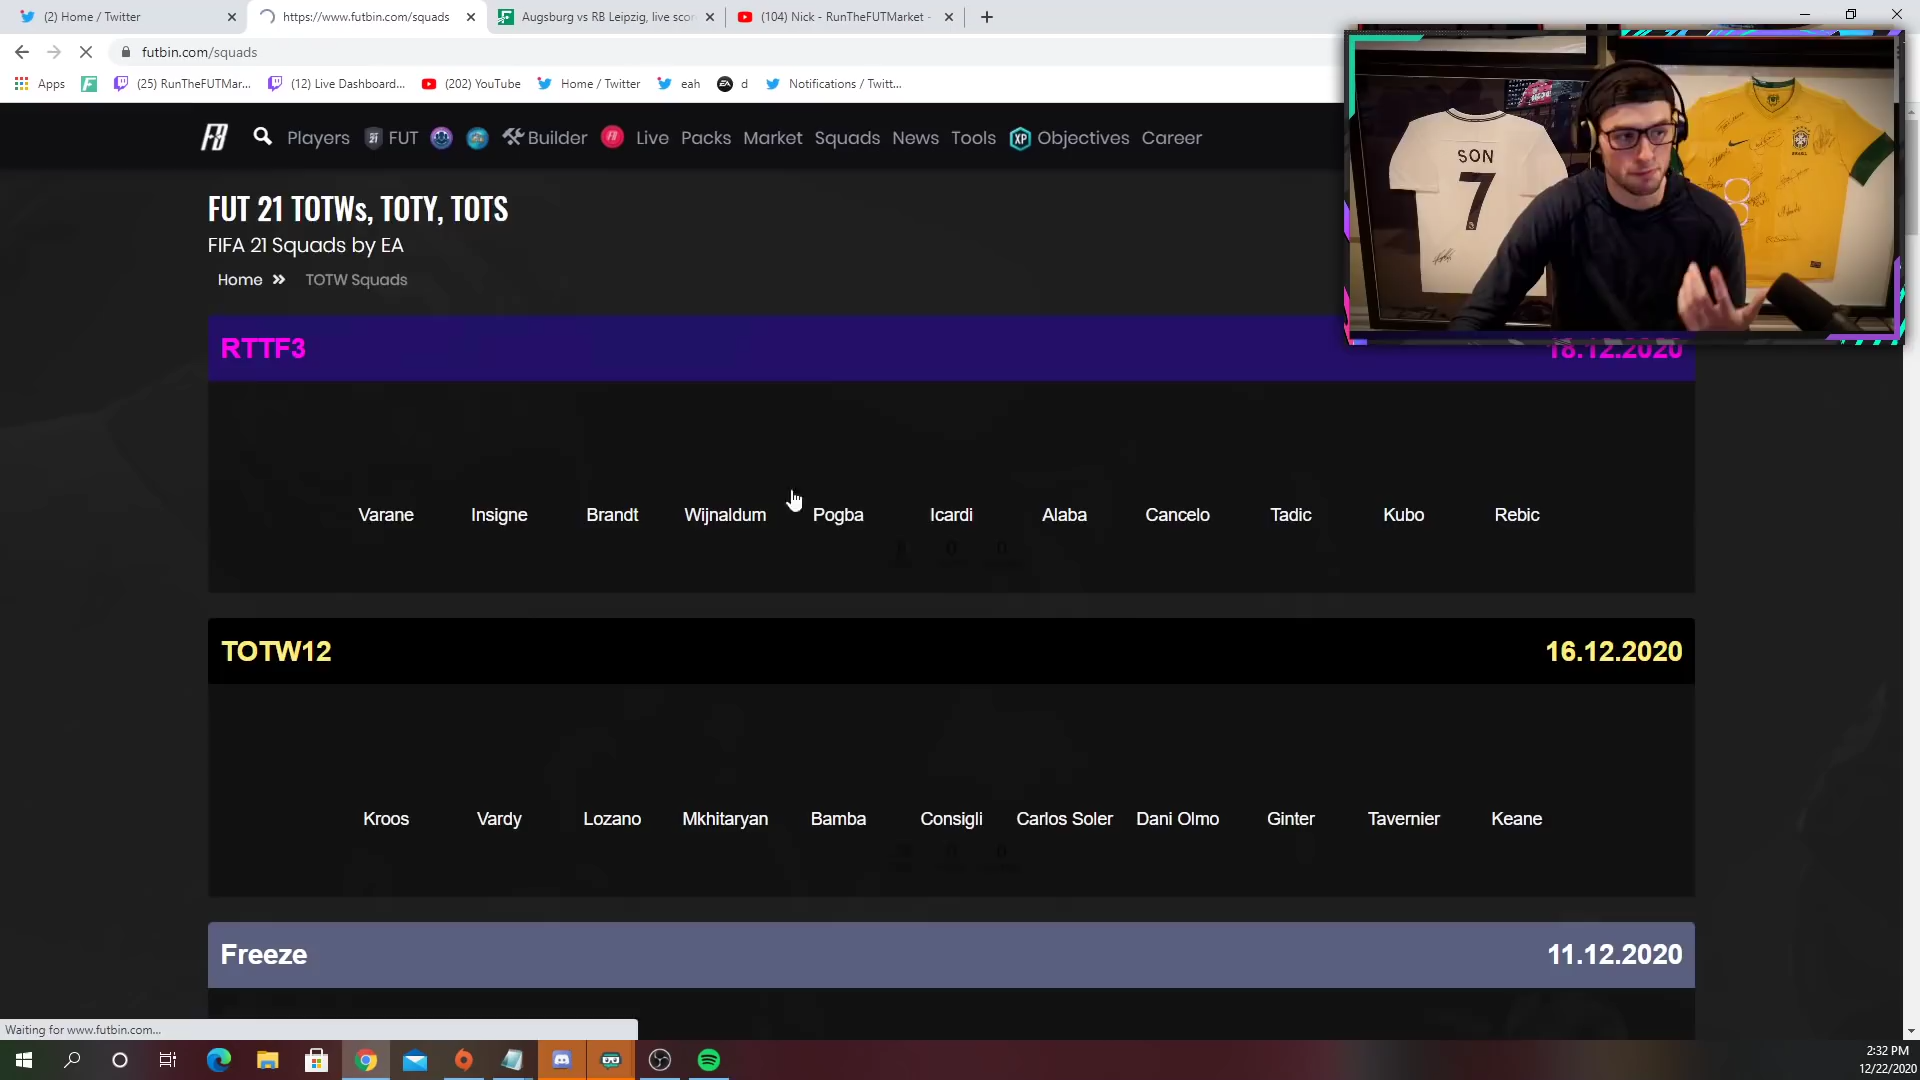 (2) Home / Twitter
https://www.futbin.com/squads
Augsburg vs RB Leipzig, live scor
(104) Nick - RunTheFUTMarket -
futbin.com/squads
Apps
(25) RunTheFUTMar...
(12) Live Dashboard...
(202) YouTube
Home / Twitter
eah
d
Notifications / Twitt...
Players
FUT
Builder
Live
Packs
Market
Squads
News
Tools
XP
Objectives
Career
SON
7
BRASIL
FUT 21 TOTWs, TOTY, TOTS
FIFA 21 Squads by EA
Home
TOTW Squads
RTTF3
18.12.2020
Varane
Insigne
Brandt
Wijnaldum
Pogba
Icardi
Alaba
Cancelo
Tadic
Kubo
Rebic
TOTW12
16.12.2020
Kroos
Vardy
Lozano
Mkhitaryan
Bamba
Consigli
Carlos Soler
Dani Olmo
Ginter
Tavernier
Keane
Freeze
11.12.2020
Waiting for www.futbin.com...
2:32 PM
12/22/2020